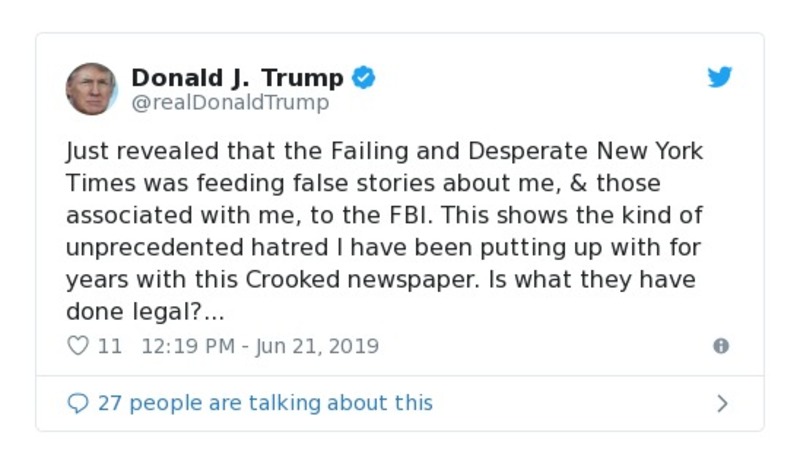 Donald J. Trump
@realDonaldTrump
Just revealed that the Failing and Desperate New York
Times was feeding false stories about me, & those
associated with me, to the FBI. This shows the kind of
unprecedented hatred I have been putting up with for
years with this Crooked newspaper. Is what they have
done legal?...
11 12:19 PM - Jun 21, 2019
27 people are talking about this